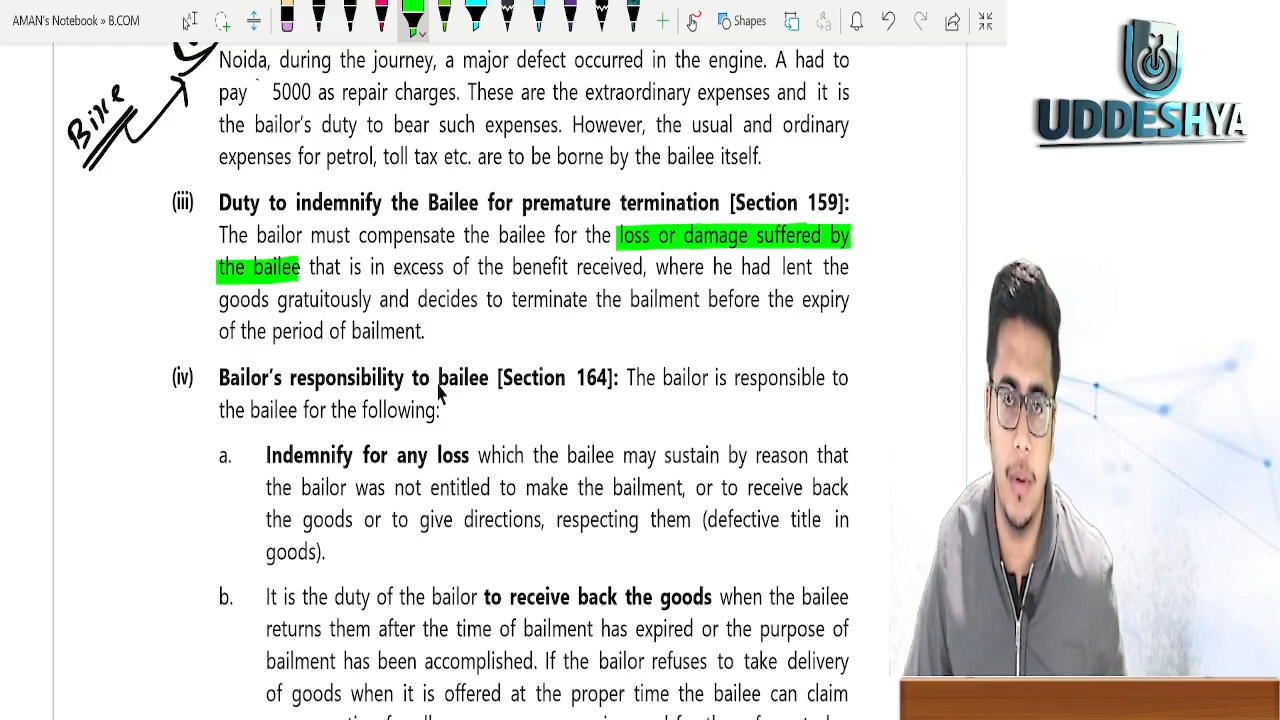 AMAN's Notebook » B.COM
Shapes
Bike
Noida, during the journey, a major defect occurred in the engine. A had to
pay ` 5000 as repair charges. These are the extraordinary expenses and it is
the bailor's duty to bear such expenses. However, the usual and ordinary
expenses for petrol, toll tax etc. are to be borne by the bailee itself.
(iii) Duty to indemnify the Bailee for premature termination [Section 159]:
The bailor must compensate the bailee for the loss or damage suffered by
the bailee that is in excess of the benefit received, where he had lent the
goods gratuitously and decides to terminate the bailment before the expiry
of the period of bailment.
(iv) Bailor's responsibility to bailee [Section 164]: The bailor is responsible to
the bailee for the following:
a. Indemnify for any loss which the bailee may sustain by reason that
the bailor was not entitled to make the bailment, or to receive back
the goods or to give directions, respecting them (defective title in
goods).
b. It is the duty of the bailor to receive back the goods when the bailee
returns them after the time of bailment has expired or the purpose of
bailment has been accomplished. If the bailor refuses to take delivery
of goods when it is offered at the proper time the bailee can claim
UDDESHYA